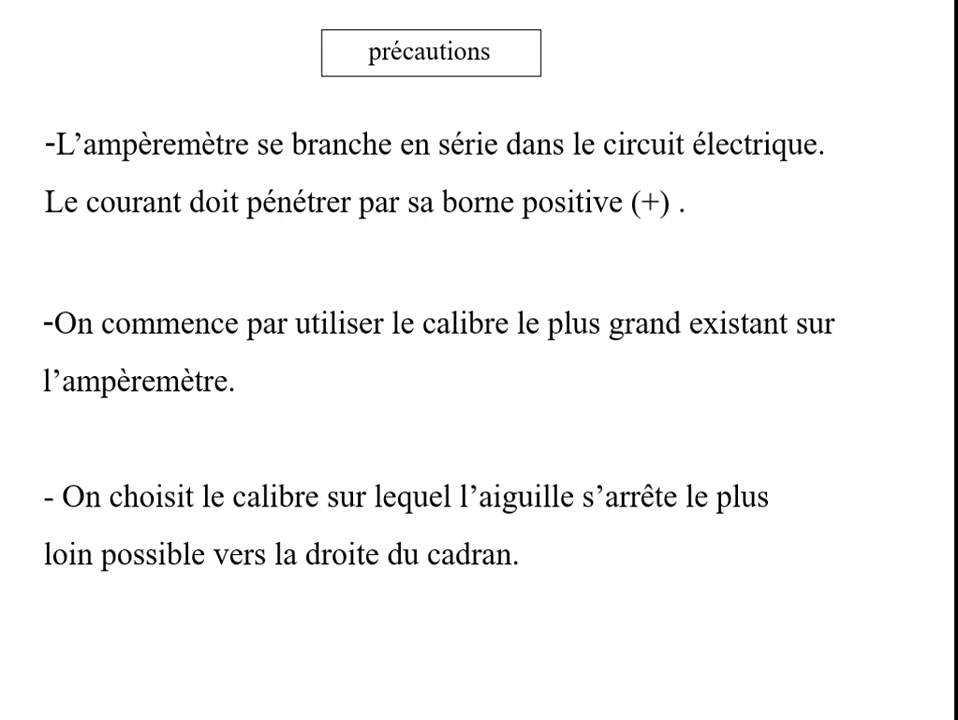 précautions
-L’ampèremètre se branche en série dans le circuit électrique.
Le courant doit pénétrer par sa borne positive (+) .
-On commence par utiliser le calibre le plus grand existant sur
l’ampèremètre.
- On choisit le calibre sur lequel l’aiguille s’arrête le plus
loin possible vers la droite du cadran.